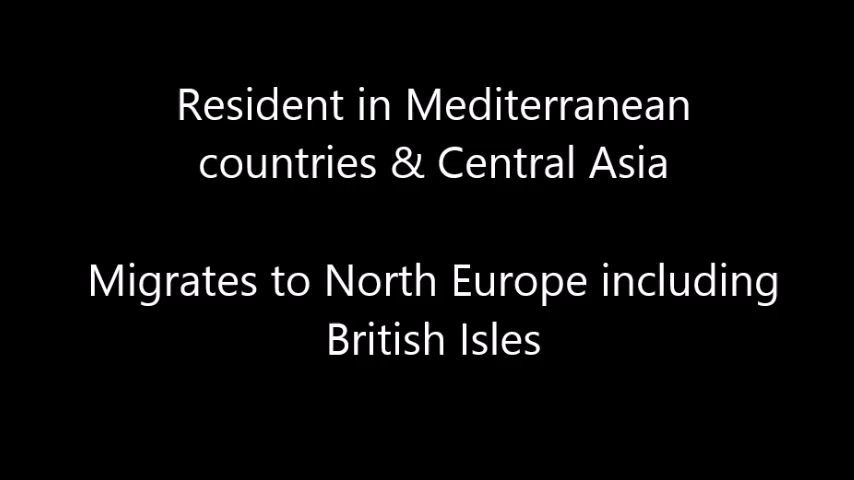 Resident in Mediterranean
countries & Central Asia
Migrates to North Europe including
British Isles